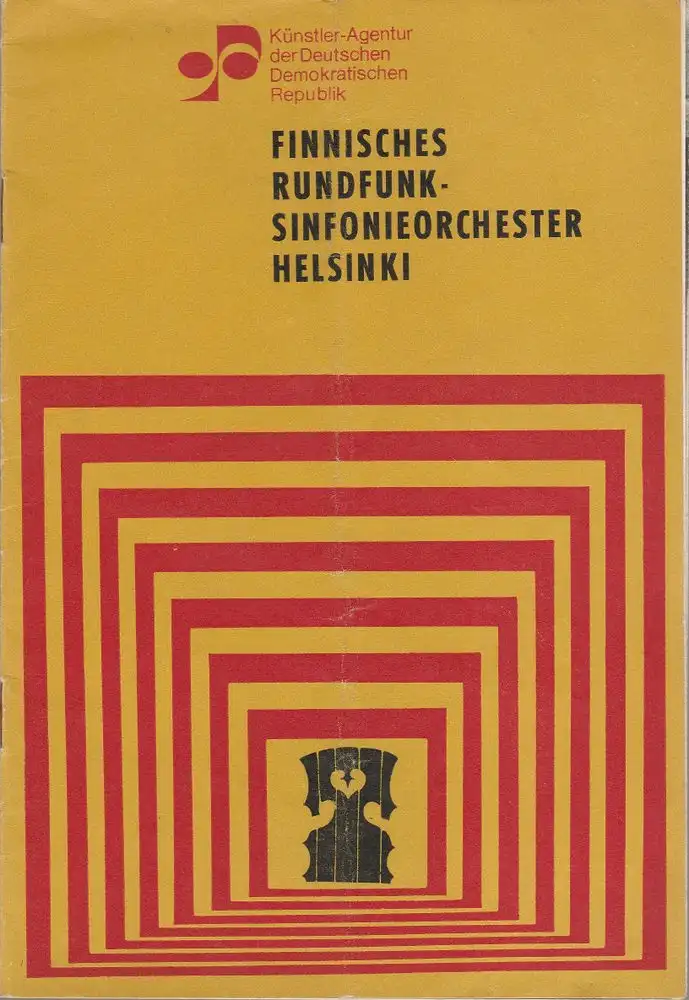 Künstler-Agentur
der Deutschen
Demokratischen
Republik
FINNISCHES
RUNDFUNK-
SINFONIEORCHESTER
HELSINKI